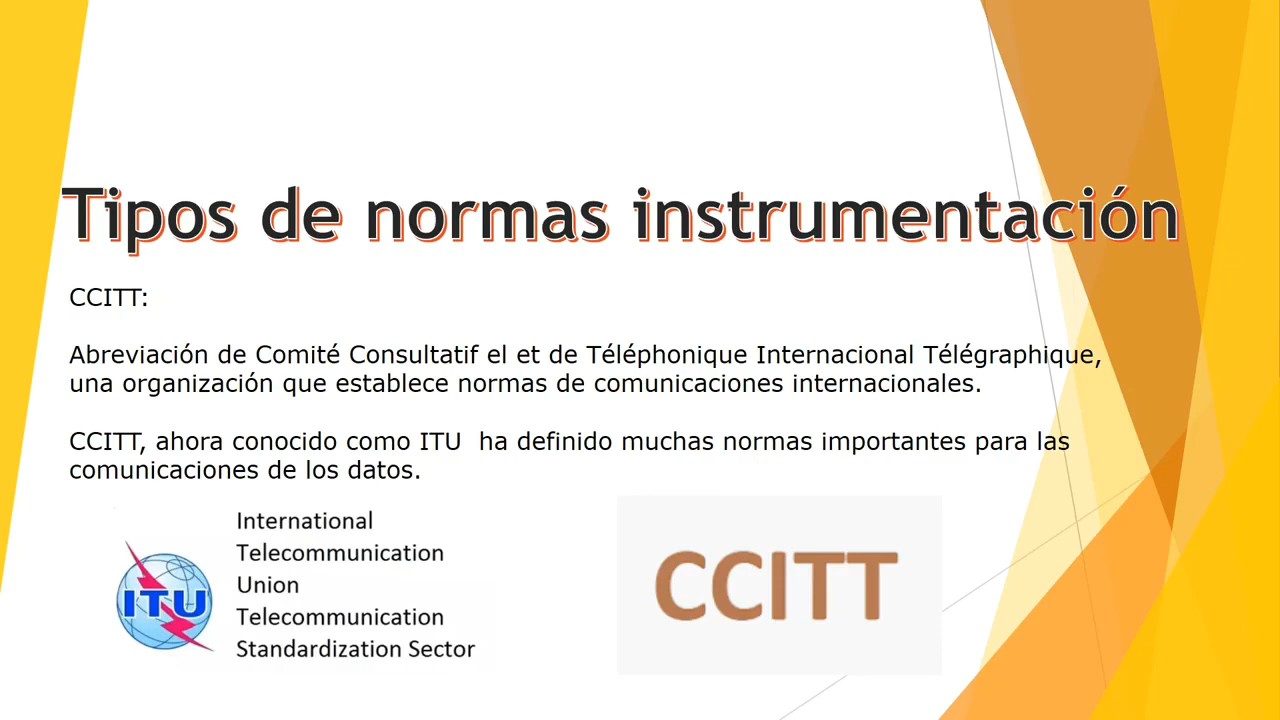 Tipos de normas instrumentación
CCITT:
Abreviación de Comité Consultatif el et de Téléphonique Internacional Télégraphique,
una organización que establece normas de comunicaciones internacionales.
CCITT, ahora conocido como ITU  ha definido muchas normas importantes para las
comunicaciones de los datos.
ITU
International
Telecommunication
Union
Telecommunication
Standardization Sector
CCITT